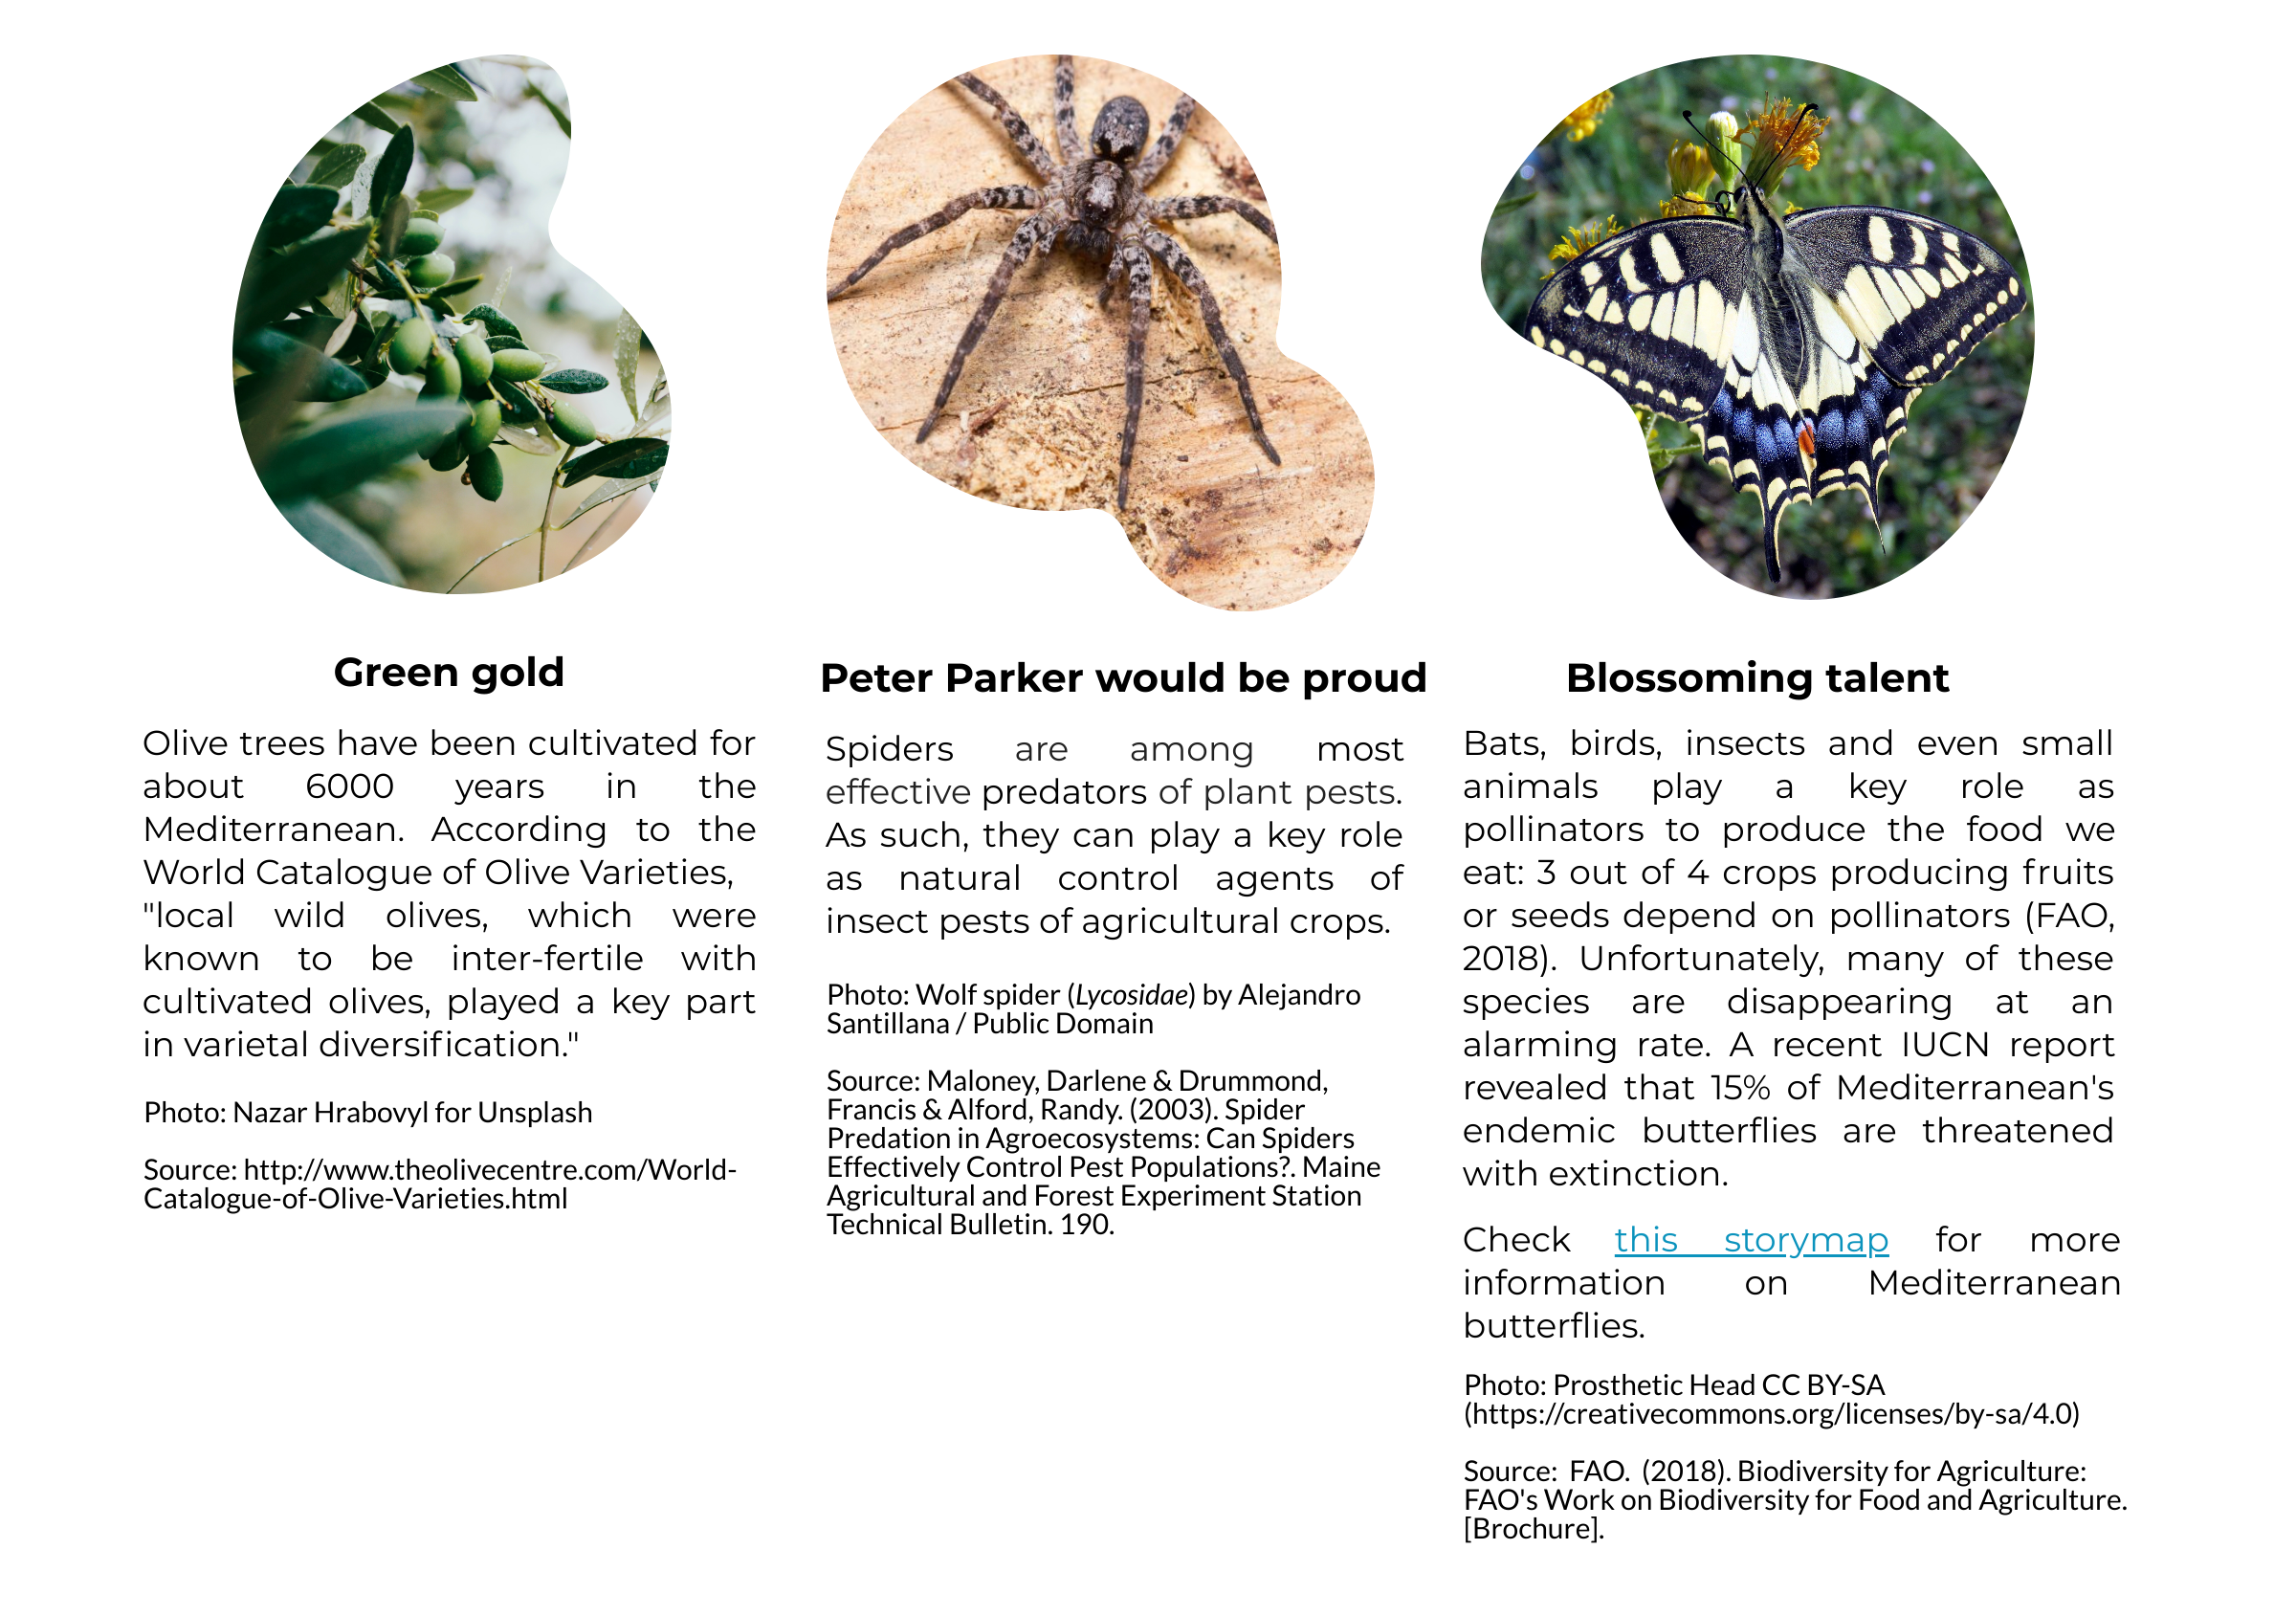 Green gold
Olive trees have been cultivated for
about 6000 years in the
Mediterranean. According to the
World Catalogue of Olive Varieties,
"local wild olives, which were
known to be inter-fertile with
cultivated olives, played a key part
in varietal diversification."
Photo: Nazar Hrabovyl for Unsplash
Source: http://www.theolivecentre.com/World-
Catalogue-of-Olive-Varieties.html
Peter Parker would be proud
Spiders are among most
effective predators of plant pests.
As such, they can play a key role
as natural control agents of
insect pests of agricultural crops.
Photo: Wolf spider (Lycosidae) by Alejandro
Santillana / Public Domain
Source: Maloney, Darlene & Drummond,
Francis & Alford, Randy. (2003). Spider
Predation in Agroecosystems: Can Spiders
Effectively Control Pest Populations?. Maine
Agricultural and Forest Experiment Station
Technical Bulletin. 190.
Blossoming talent
Bats, birds, insects and even small
animals play a key role as
pollinators to produce the food we
eat: 3 out of 4 crops producing fruits
or seeds depend on pollinators (FAO,
2018). Unfortunately, many of these
species are disappearing at an
alarming rate. A recent IUCN report
revealed that 15% of Mediterranean's
endemic butterflies are threatened
with extinction.
Check this storymap for more
information on Mediterranean
butterflies.
Photo: Prosthetic Head CC BY-SA
(https://creativecommons.org/licenses/by-sa/4.0)
Source: FAO. (2018). Biodiversity for Agriculture:
FAO's Work on Biodiversity for Food and Agriculture.
[Brochure].